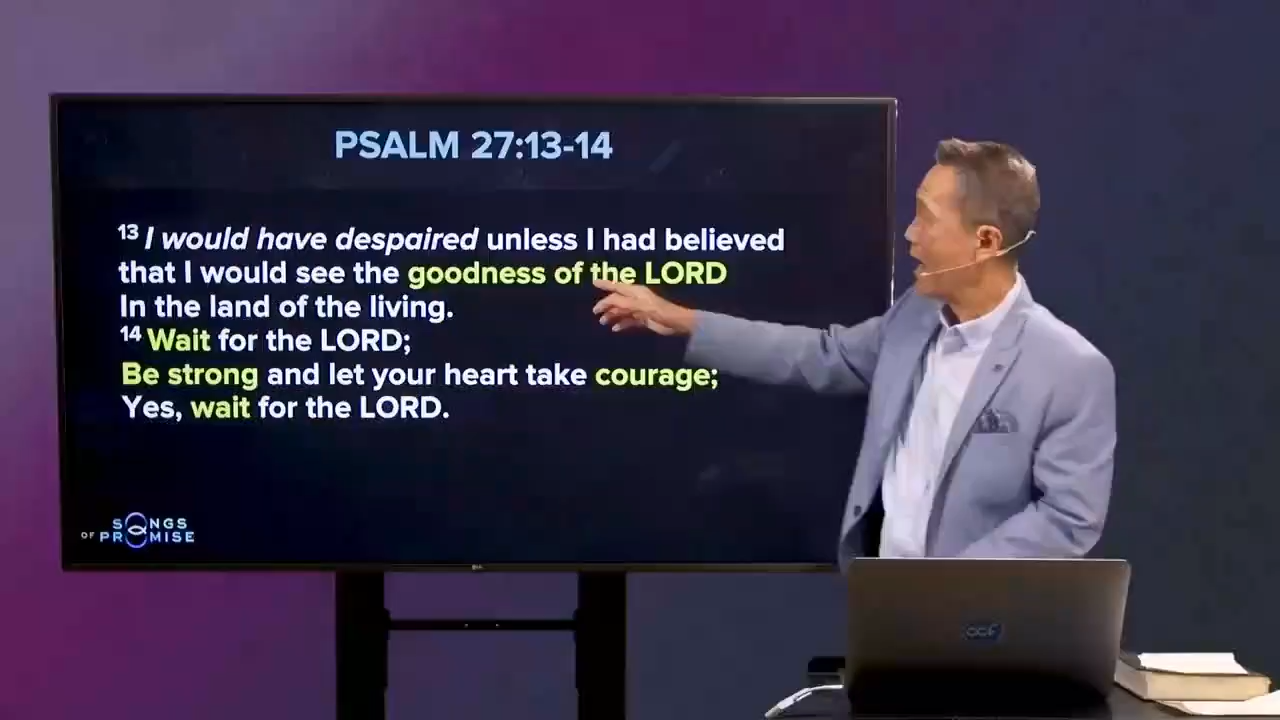 PSALM 27:13-14
13 I would have despaired unless I had believed
that I would see the goodness of the LORD
In the land of the living.
14 Wait for the LORD;
Be strong and let your heart take courage;
Yes, wait for the LORD.
SONGS
OF PROMISE
LG
CCF